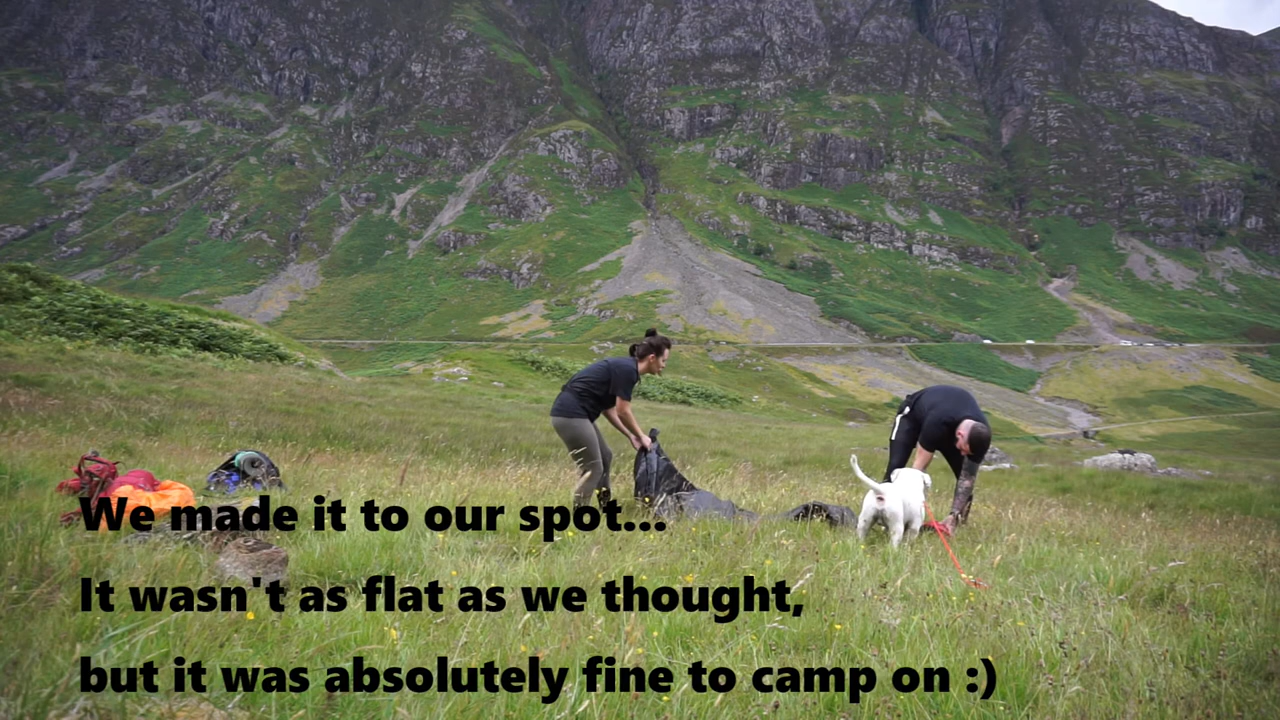 We made it to our spot...
It wasn't as flat as we thought,
but it was absolutely fine to camp on :)